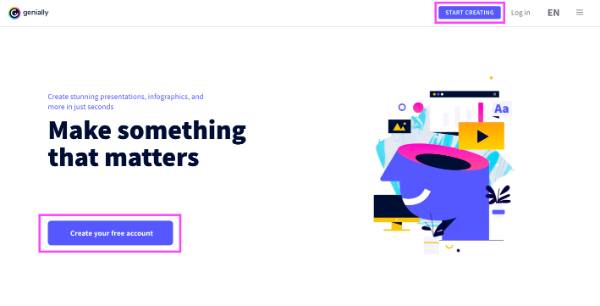 genially
START CREATING
Log in
EN
Create stunning presentations, infographics, and
more in just seconds
Make something
that matters
Aa
Create your free account